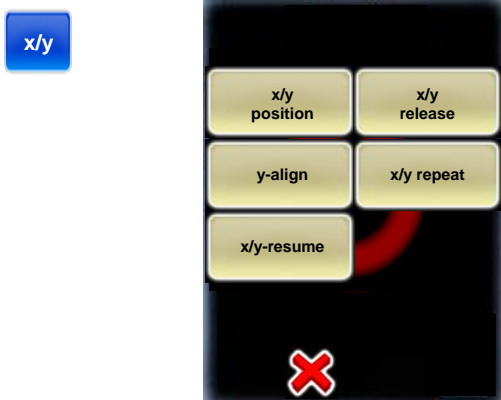 x/y
x/y
position
x/y
release
y-align
x/y repeat
x/y-resume